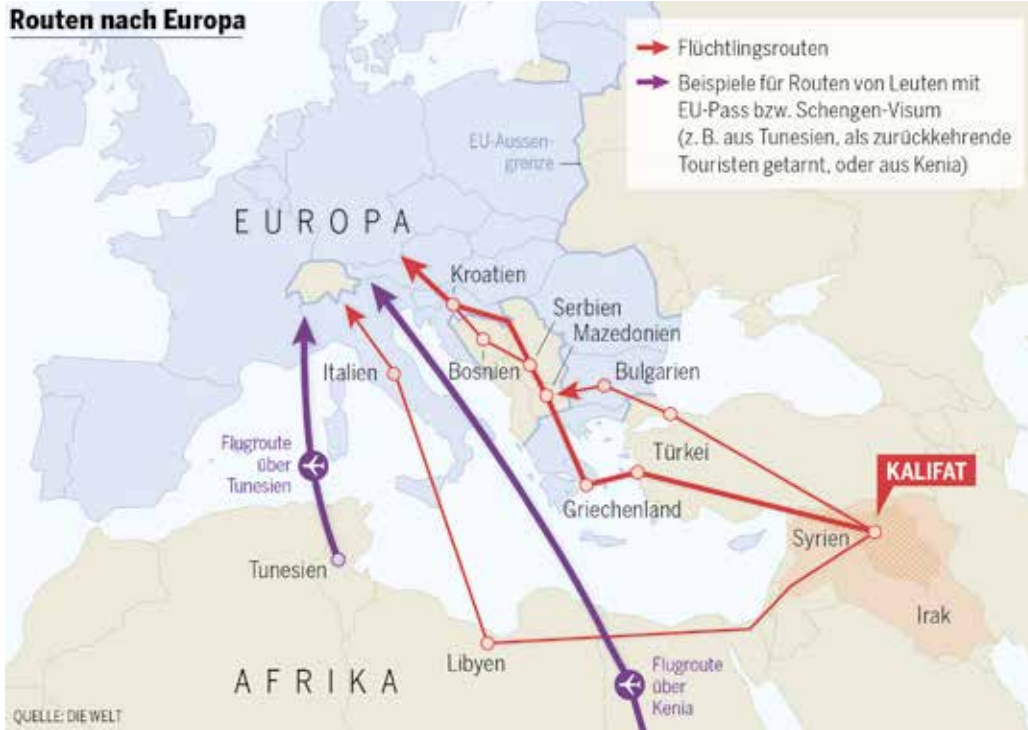 Routen nach Europa
Flüchtlingsrouten
Beispiele für Routen von Leuten mit
EU-Pass bzw. Schengen-Visum
(z. B. aus Tunesien, als zurückkehrende
Touristen getarnt, oder aus Kenia)
EU-Aussen-
grenze
EUROPA
Kroatien
Serbien
Mazedonien
Italien
Bosnien
Bulgarien
Flugroute
über
Tunesien
Türkei
KALIFAT
Griechenland
Syrien
Tunesien
Irak
Libyen
Flugroute
über
Kenia
AFRIKA
QUELLE: DIE WELT